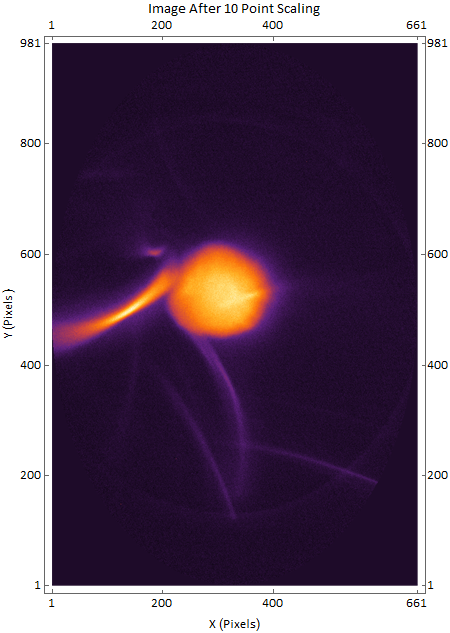 Image After 10 Point Scaling
1 200 400 661
981 981
800 800
600 600
400 400
200 200
1 1
1 200 400 661
Y (Pixels)
X (Pixels)